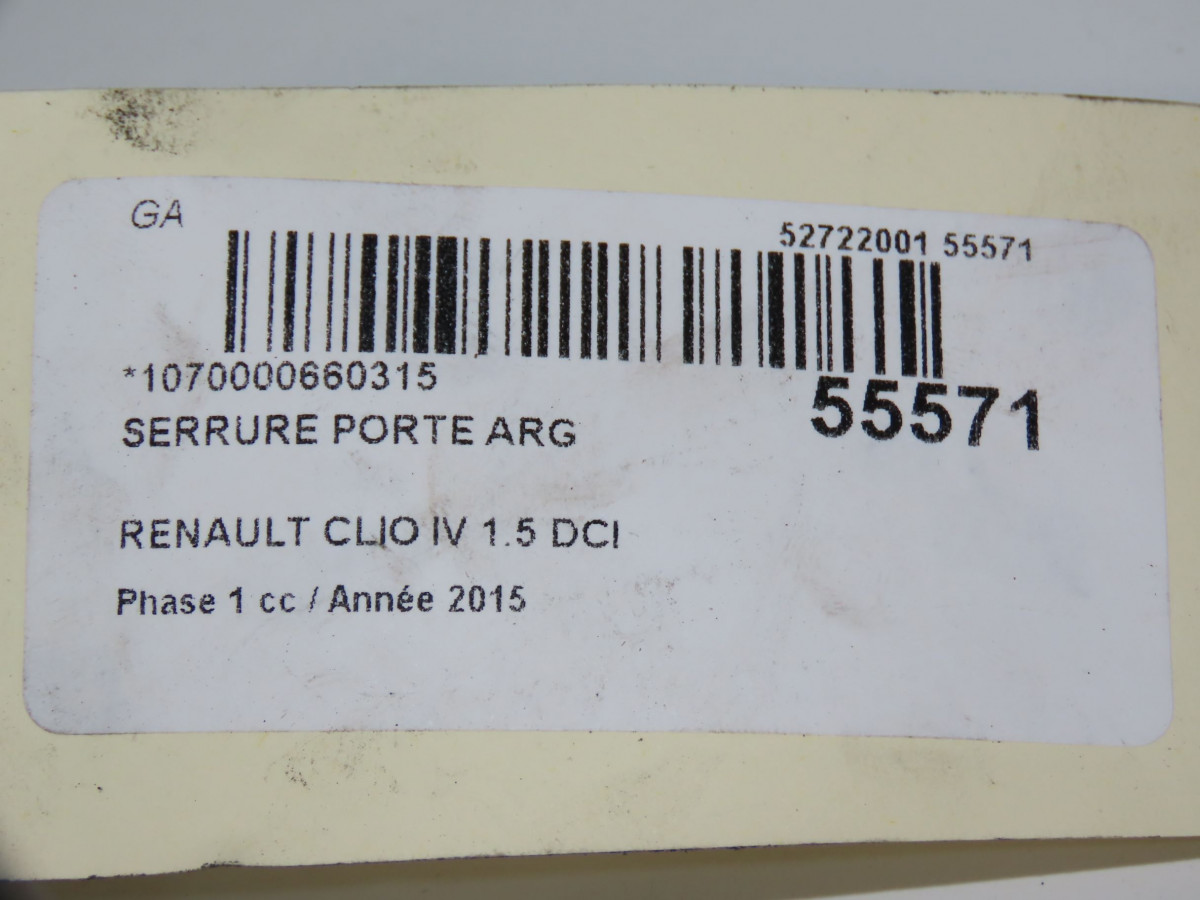 GA
52722001 55571
*1070000660315
55571
SERRURE PORTE ARG
RENAULT CLIO IV 1.5 DCI
Phase 1 cc / Année 2015